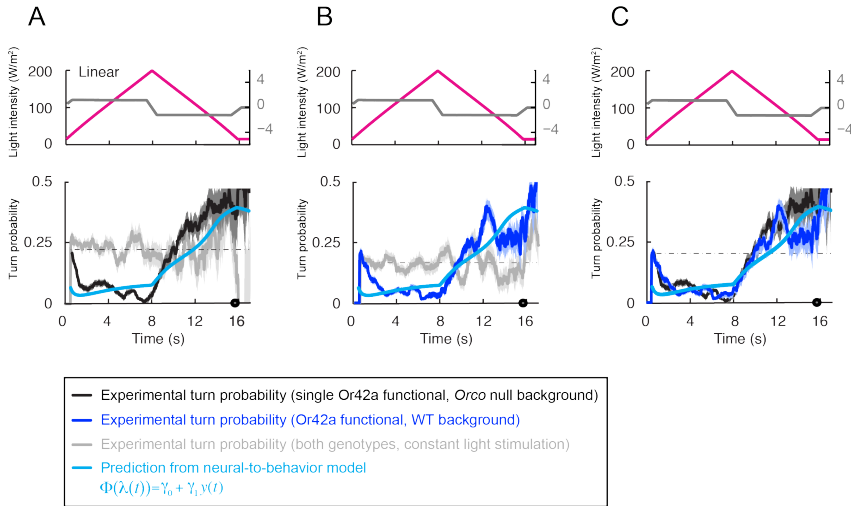 A
B
C
Linear
Light intensity (W/m²)
200
100
0
4
0
−4
Light intensity (W/m²)
200
100
0
4
0
−4
Light intensity (W/m²)
200
100
0
4
0
−4
Turn probability
0.5
0.25
0
0 4 8 12 16
Time (s)
Turn probability
0.5
0.25
0
0 4 8 12 16
Time (s)
Turn probability
0.5
0.25
0
0 4 8 12 16
Time (s)
Experimental turn probability (single Or42a functional, Orco null background)
Experimental turn probability (Or42a functional, WT background)
Experimental turn probability (both genotypes, constant light stimulation)
Prediction from neural-to-behavior model
Φ(λ(t))=γ₀ + γ₁.y(t)